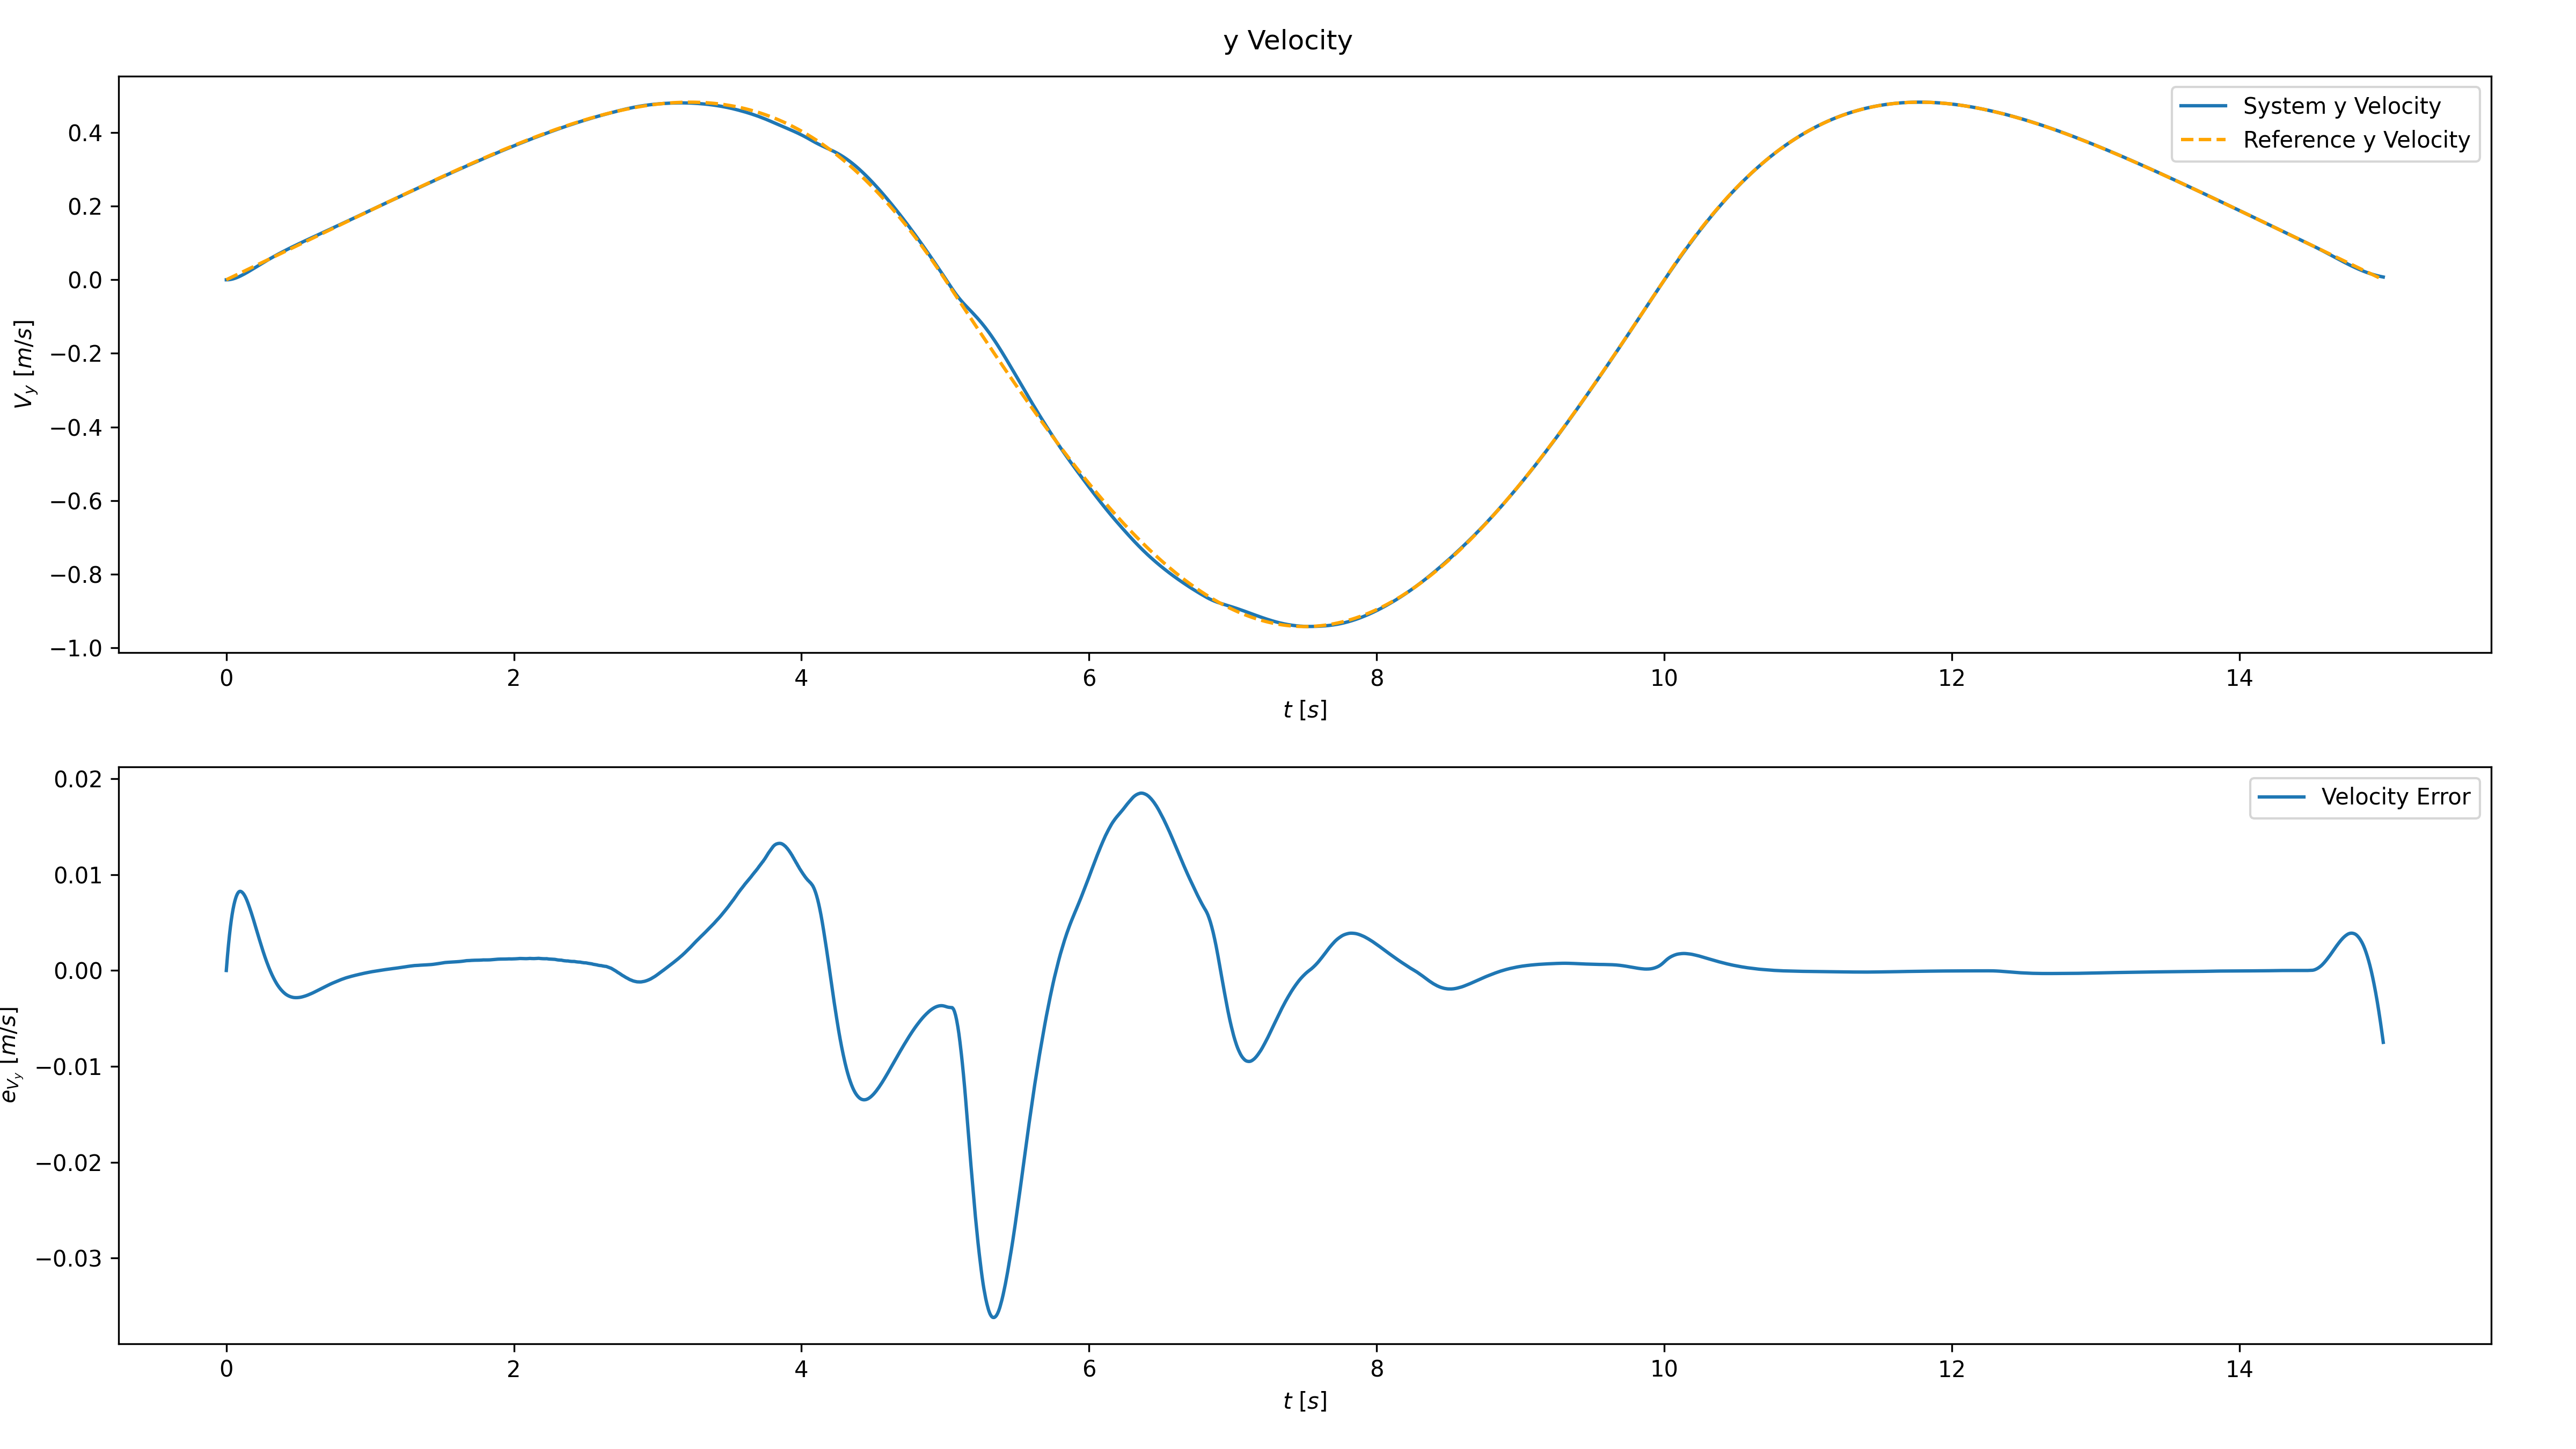 y Velocity
System y Velocity
Reference y Velocity
0.4
0.2
0.0
−0.2
−0.4
−0.6
−0.8
−1.0
V_y [m/s]
0 2 4 6 8 10 12 14
t [s]
Velocity Error
0.02
0.01
0.00
−0.01
−0.02
−0.03
e_{V_y} [m/s]
0 2 4 6 8 10 12 14
t [s]